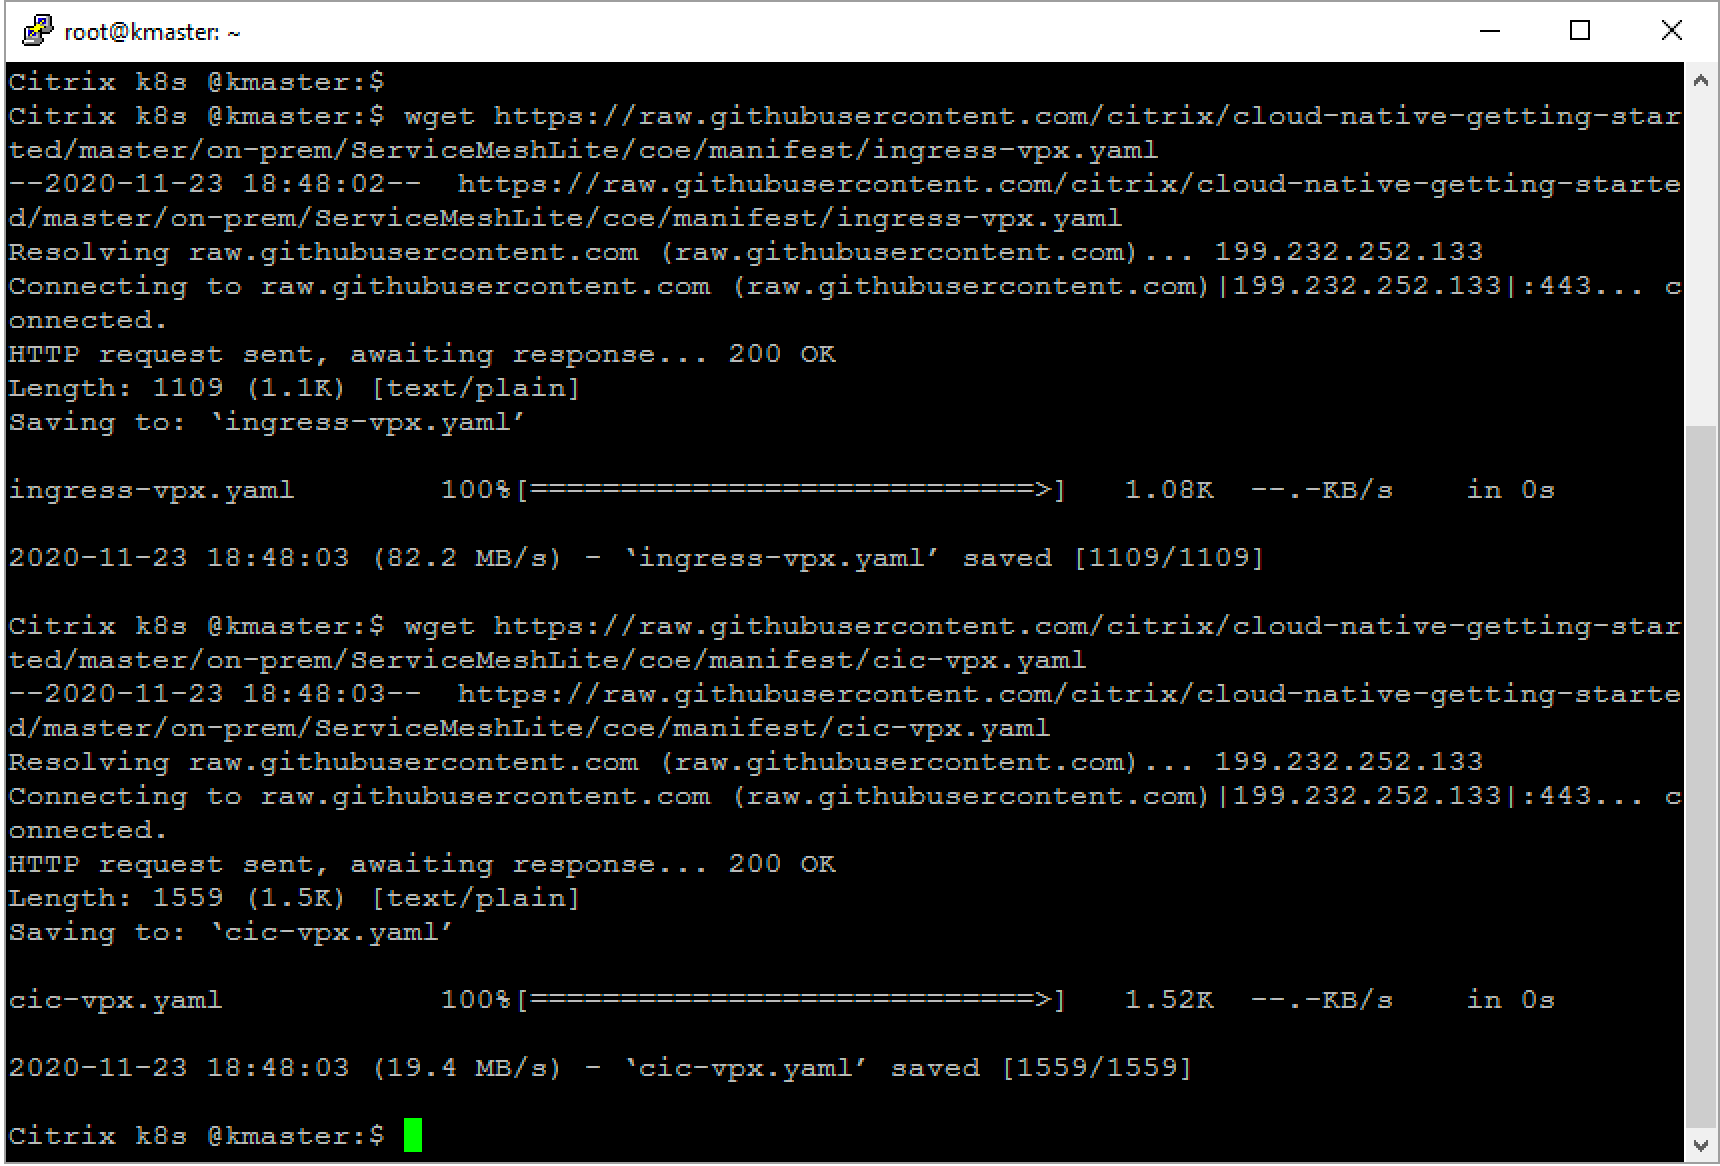 root@kmaster: ~
Citrix k8s @kmaster:$
Citrix k8s @kmaster:$ wget https://raw.githubusercontent.com/citrix/cloud-native-getting-star
ted/master/on-prem/ServiceMeshLite/coe/manifest/ingress-vpx.yaml
--2020-11-23 18:48:02--  https://raw.githubusercontent.com/citrix/cloud-native-getting-starte
d/master/on-prem/ServiceMeshLite/coe/manifest/ingress-vpx.yaml
Resolving raw.githubusercontent.com (raw.githubusercontent.com)... 199.232.252.133
Connecting to raw.githubusercontent.com (raw.githubusercontent.com)|199.232.252.133|:443... c
onnected.
HTTP request sent, awaiting response... 200 OK
Length: 1109 (1.1K) [text/plain]
Saving to: ‘ingress-vpx.yaml’
ingress-vpx.yaml        100%[============================>]   1.08K  --.-KB/s    in 0s
2020-11-23 18:48:03 (82.2 MB/s) - ‘ingress-vpx.yaml’ saved [1109/1109]
Citrix k8s @kmaster:$ wget https://raw.githubusercontent.com/citrix/cloud-native-getting-star
ted/master/on-prem/ServiceMeshLite/coe/manifest/cic-vpx.yaml
--2020-11-23 18:48:03--  https://raw.githubusercontent.com/citrix/cloud-native-getting-starte
d/master/on-prem/ServiceMeshLite/coe/manifest/cic-vpx.yaml
Resolving raw.githubusercontent.com (raw.githubusercontent.com)... 199.232.252.133
Connecting to raw.githubusercontent.com (raw.githubusercontent.com)|199.232.252.133|:443... c
onnected.
HTTP request sent, awaiting response... 200 OK
Length: 1559 (1.5K) [text/plain]
Saving to: ‘cic-vpx.yaml’
cic-vpx.yaml            100%[============================>]   1.52K  --.-KB/s    in 0s
2020-11-23 18:48:03 (19.4 MB/s) - ‘cic-vpx.yaml’ saved [1559/1559]
Citrix k8s @kmaster:$